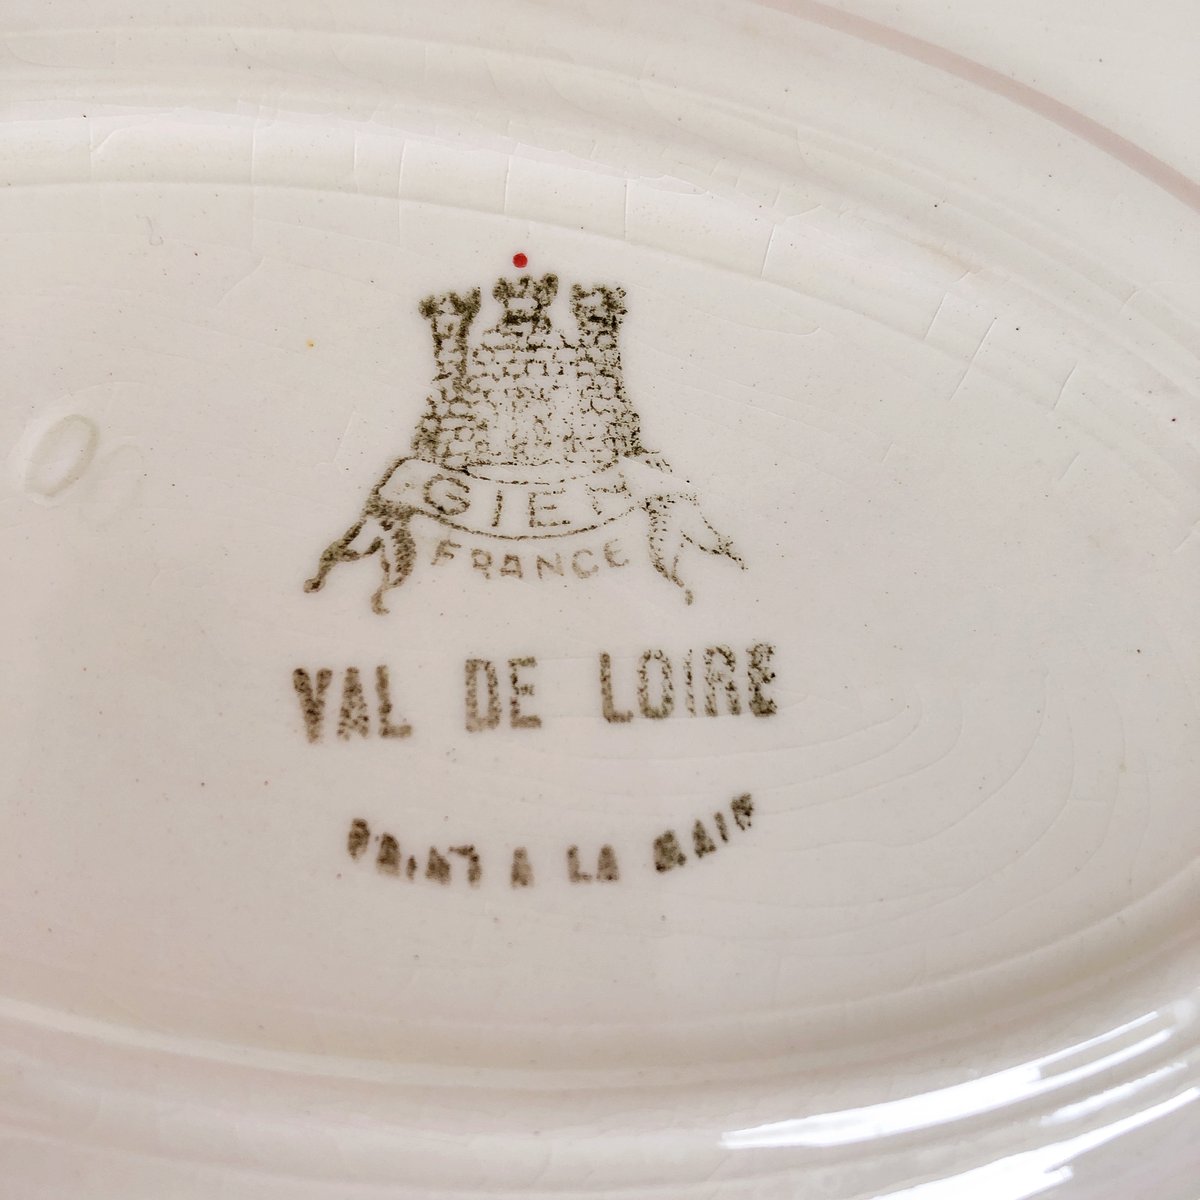 GIEN
FRANCE
VAL DE LOIRE
PEINT A LA MAIN